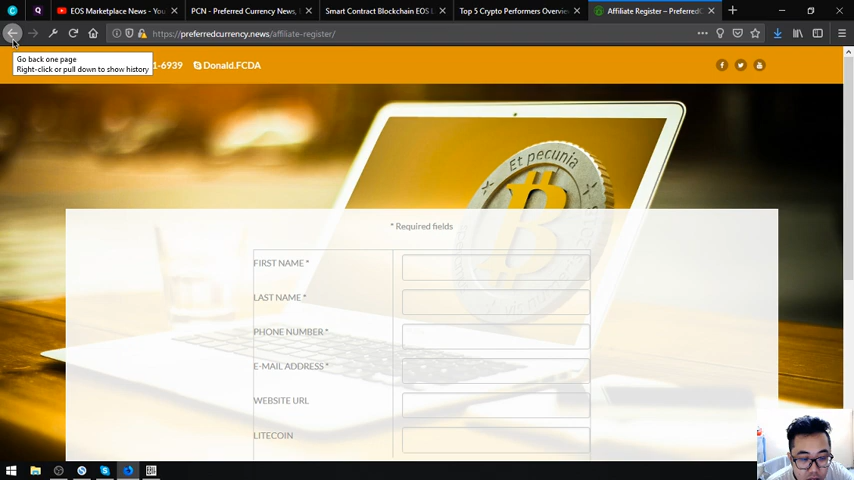 EOS Marketplace News - You
PCN - Preferred Currency News, 
Smart Contract Blockchain EOS
Top 5 Crypto Performers Overvie
Affiliate Register – PreferredC
https://preferredcurrency.news/affiliate-register/
Go back one page
Right-click or pull down to show history
1-6939
Donald.FCDA
Et pecunia
* Required fields
FIRST NAME *
LAST NAME *
PHONE NUMBER *
E-MAIL ADDRESS *
WEBSITE URL
LITECOIN